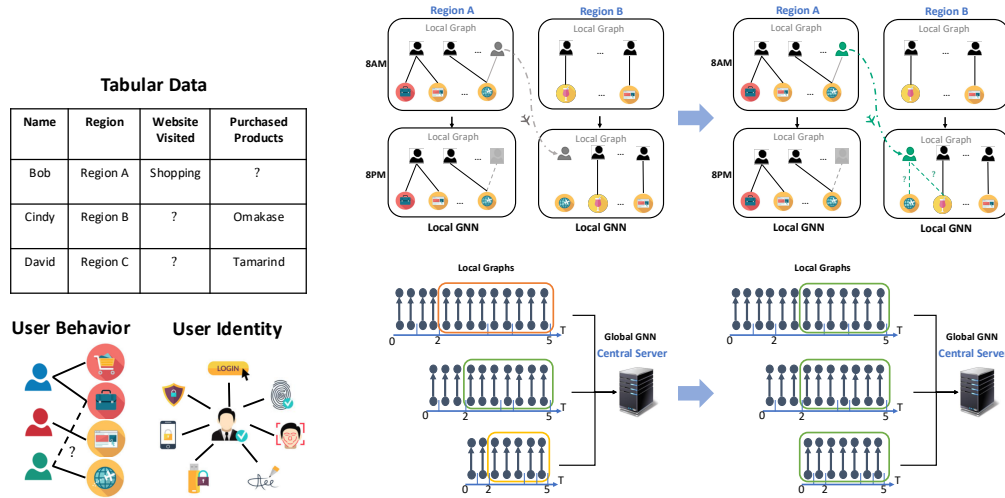 Tabular Data
Name Region Website Visited Purchased Products
Bob Region A Shopping ?
Cindy Region B ? Omakase
David Region C ? Tamarind
User Behavior
?
User Identity
LOGIN
Region A Region B
Local Graph Local Graph
8AM
... ...
Local Graph Local Graph
8PM
... ...
Local GNN
Region A Region B
Local Graph Local Graph
8AM
... ...
Local Graph Local Graph
8PM
... ...
? ?
Local GNN Local GNN
Local Graphs
T
0 2 5
Global GNN
Central Server
T
0 2 5
T
0 2 5
Local Graphs
T
0 2 5
Global GNN
Central Server
T
0 2 5
T
0 2 5